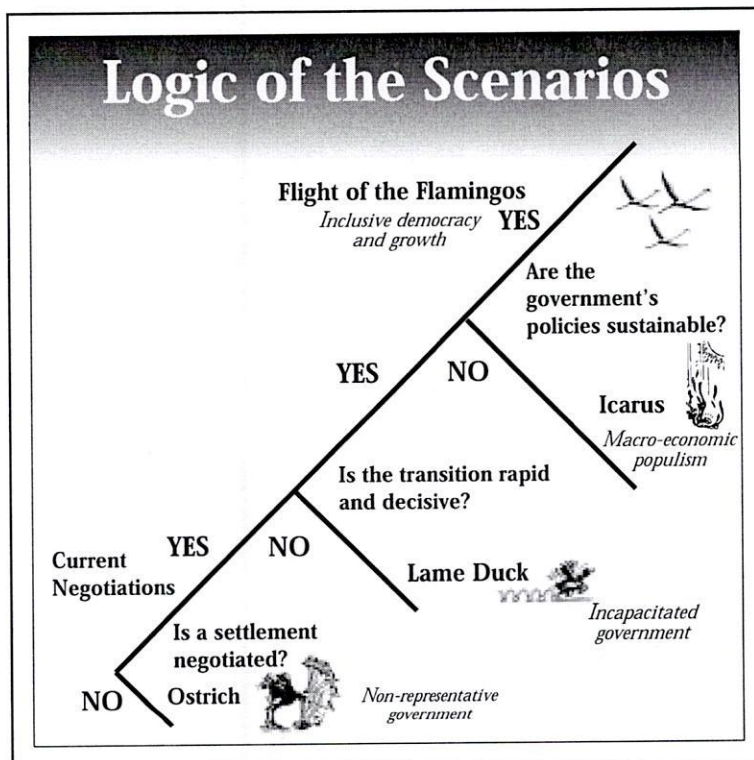 Logic of the Scenarios
Flight of the Flamingos
Inclusive democracy
and growth
YES
Are the
government's
policies sustainable?
YES
NO
Icarus
Macro-economic
populism
Is the transition rapid
and decisive?
YES
NO
Current
Negotiations
Lame Duck
Incapacitated
government
Is a settlement
negotiated?
NO
Ostrich
Non-representative
government